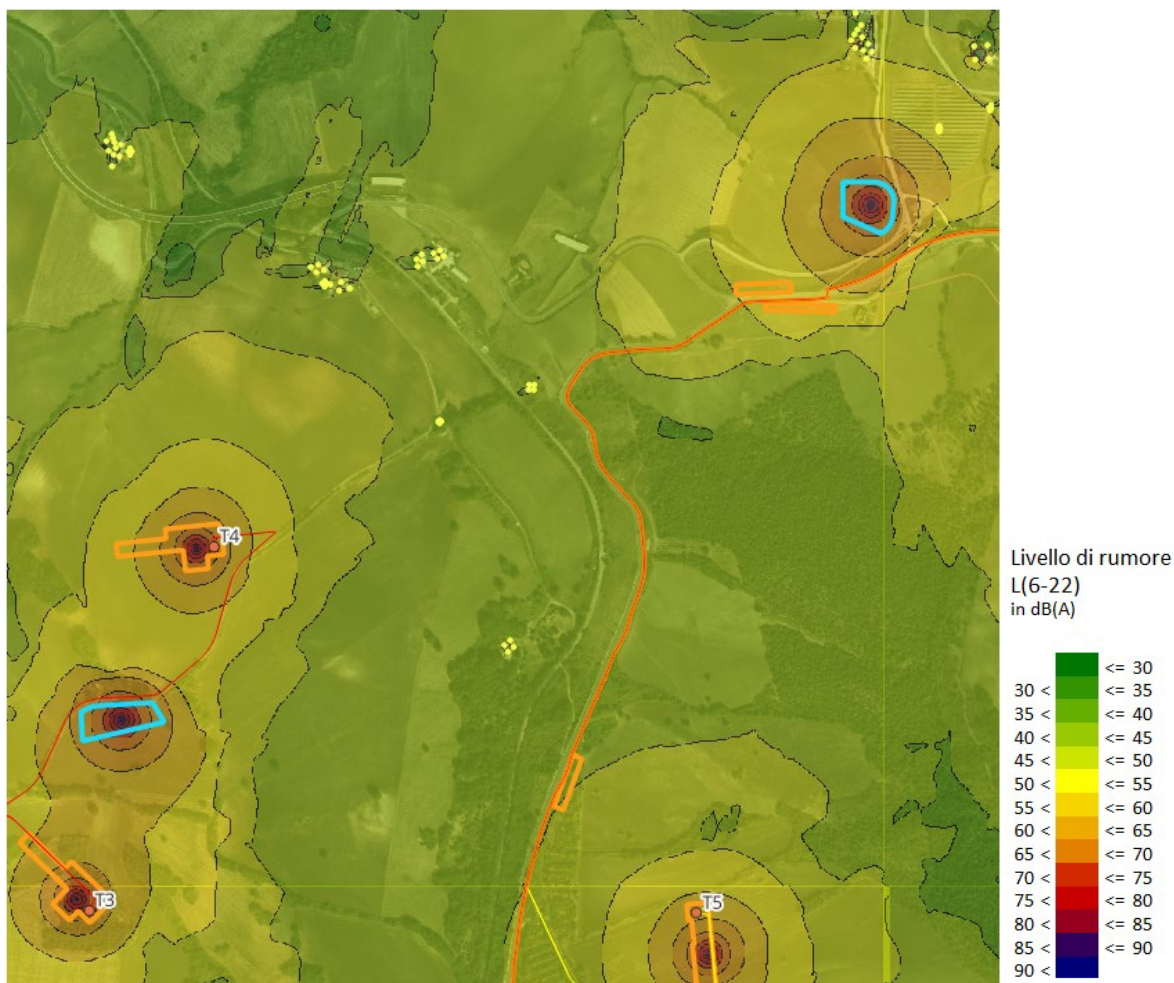 T4
T3
T5
Livello di rumore
L(6-22)
in dB(A)
<= 30
30 < <= 35
35 < <= 40
40 < <= 45
45 < <= 50
50 < <= 55
55 < <= 60
60 < <= 65
65 < <= 70
70 < <= 75
75 < <= 80
80 < <= 85
85 < <= 90
90 <